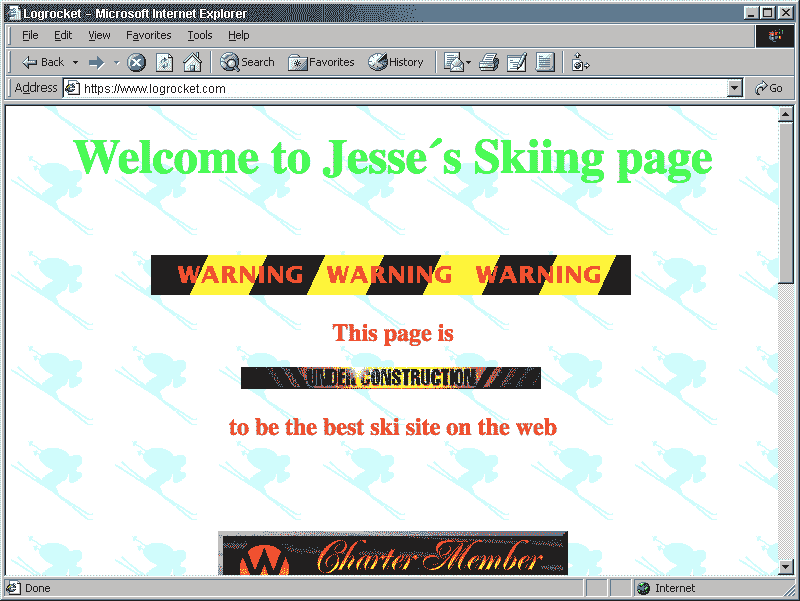 Logrocket - Microsoft Internet Explorer
File Edit View Favorites Tools Help
Back Search Favorites History
Address https://www.logrocket.com Go
Welcome to Jesse´s Skiing page
WARNING WARNING WARNING
This page is
UNDER CONSTRUCTION
to be the best ski site on the web
W Charter Member
Done Internet